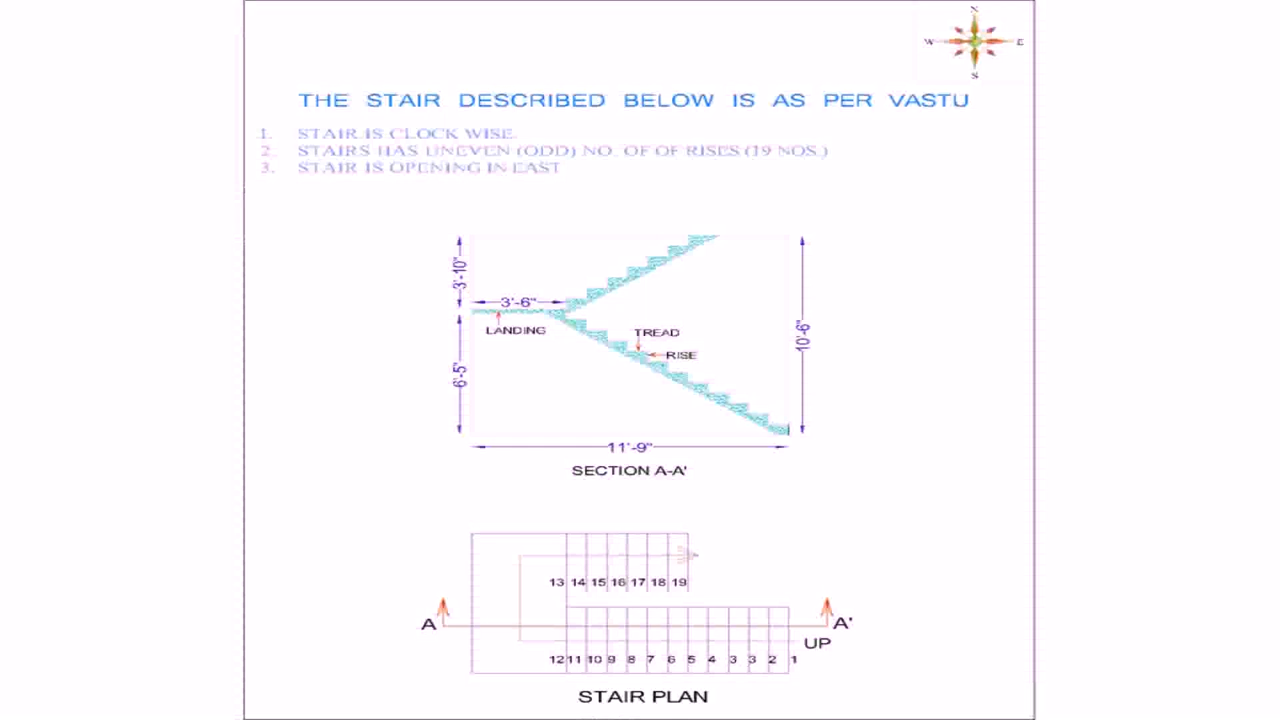 N
W E
S
THE STAIR DESCRIBED BELOW IS AS PER VASTU
1. STAIR IS CLOCK WISE.
2. STAIRS HAS UNEVEN (ODD) NO. OF OF RISES (19 NOS.)
3. STAIR IS OPENING IN EAST
3'-10"
3'-6"
LANDING
TREAD
RISE
10'-6"
6'-5"
11'-9"
SECTION A-A'
13 14 15 16 17 18 19
A A'
UP
12 11 10 9 8 7 6 5 4 3 3 2 1
STAIR PLAN